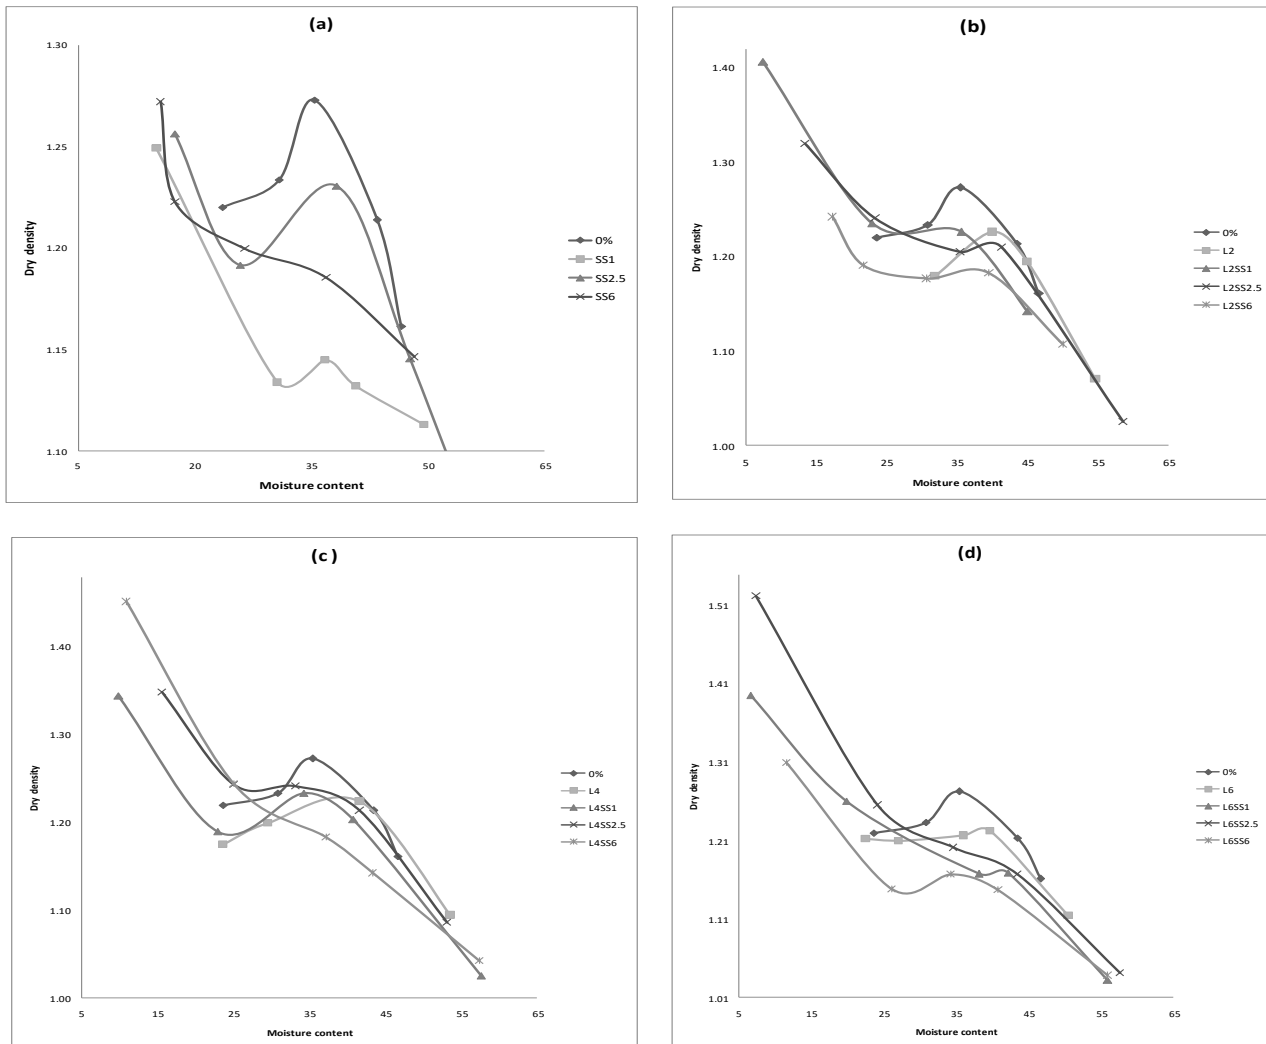 (a)
1.30
1.25
1.20
1.15
1.10
Dry density
5
20
35
50
65
Moisture content
0%
SS1
SS2.5
SS6
(b)
1.40
1.30
1.20
1.10
1.00
Dry density
5
15
25
35
45
55
65
Moisture content
0%
L2
L2SS1
L2SS2.5
L2SS6
(c)
1.40
1.30
1.20
1.10
1.00
Dry density
5
15
25
35
45
55
65
Moisture content
0%
L4
L4SS1
L4SS2.5
L4SS6
(d)
1.51
1.41
1.31
1.21
1.11
1.01
Dry density
5
25
45
65
Moisture content
0%
L6
L6SS1
L6SS2.5
L6SS6